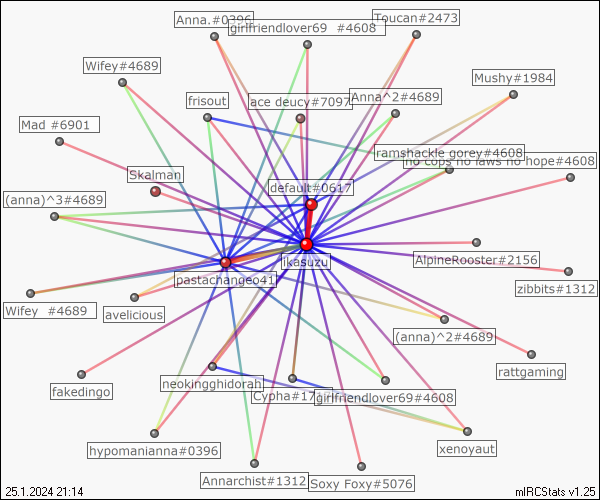 Anna.#0396
girlfriendlover69 #4608
Toucan#2473
Wifey#4689
Mushy#1984
frisout
ace deucy#7097
Anna^2#4689
Mad #6901
ramshackle gorey#4608
no cops no laws no hope#4608
Skalman
default#0617
(anna)^3#4689
ikasuzu
AlpineRooster#2156
pastachangeo41
zibbits#1312
Wifey #4689
avelicious
(anna)^2#4689
rattgaming
fakedingo
neokingghidorah
girlfriendlover69#4608
hypomanianna#0396
xenoyaut
Annarchist#1312
Soxy Foxy#5076
25.1.2024 21:14
mIRCStats v1.25